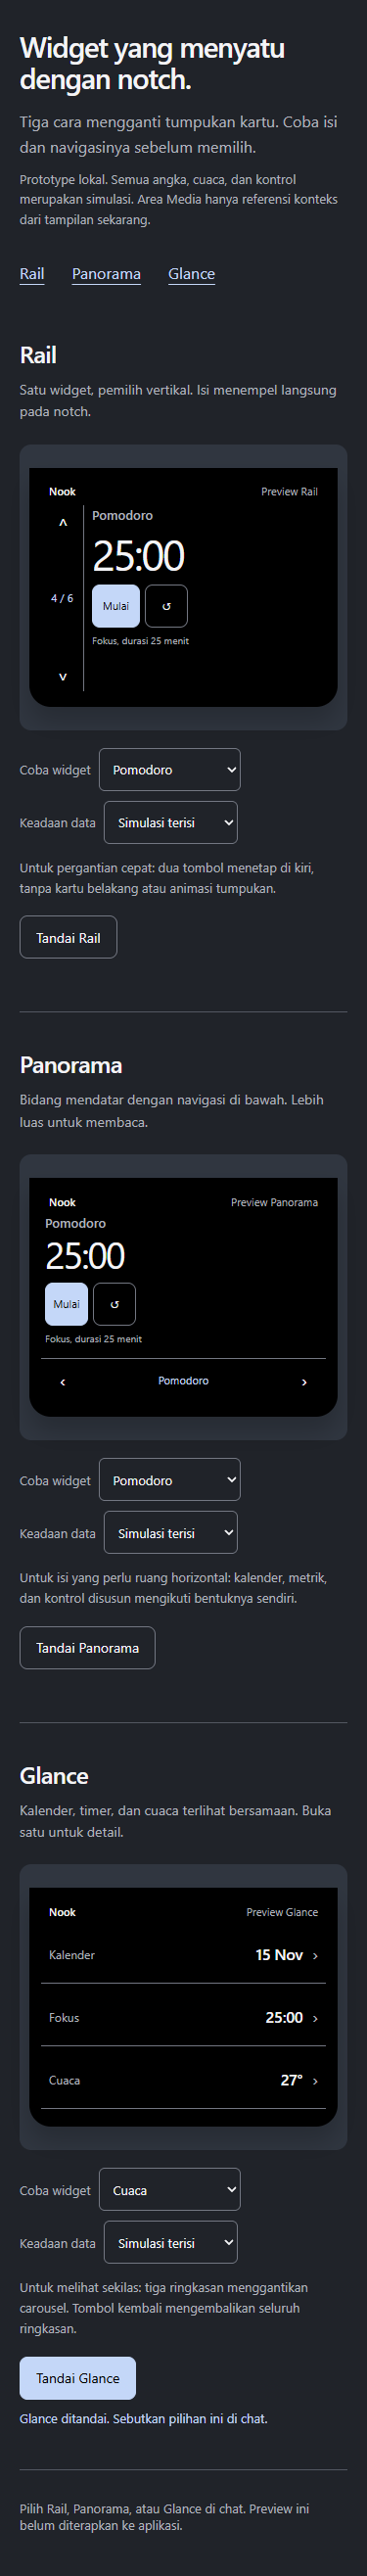 Widget yang menyatu
dengan notch.
Tiga cara mengganti tumpukan kartu. Coba isi
dan navigasinya sebelum memilih.
Prototype lokal. Semua angka, cuaca, dan kontrol
merupakan simulasi. Area Media hanya referensi konteks
dari tampilan sekarang.
Rail Panorama Glance
Rail
Satu widget, pemilih vertikal. Isi menempel langsung
pada notch.
Nook Preview Rail
Pomodoro
25:00
4 / 6
Mulai ↺
Fokus, durasi 25 menit
Coba widget Pomodoro
Keadaan data Simulasi terisi
Untuk pergantian cepat: dua tombol menetap di kiri,
tanpa kartu belakang atau animasi tumpukan.
Tandai Rail
Panorama
Bidang mendatar dengan navigasi di bawah. Lebih
luas untuk membaca.
Nook Preview Panorama
Pomodoro
25:00
Mulai ↺
Fokus, durasi 25 menit
‹ Pomodoro ›
Coba widget Pomodoro
Keadaan data Simulasi terisi
Untuk isi yang perlu ruang horizontal: kalender, metrik,
dan kontrol disusun mengikuti bentuknya sendiri.
Tandai Panorama
Glance
Kalender, timer, dan cuaca terlihat bersamaan. Buka
satu untuk detail.
Nook Preview Glance
Kalender 15 Nov ›
Fokus 25:00 ›
Cuaca 27° ›
Coba widget Cuaca
Keadaan data Simulasi terisi
Untuk melihat sekilas: tiga ringkasan menggantikan
carousel. Tombol kembali mengembalikan seluruh
ringkasan.
Tandai Glance
Glance ditandai. Sebutkan pilihan ini di chat.
Pilih Rail, Panorama, atau Glance di chat. Preview ini
belum diterapkan ke aplikasi.